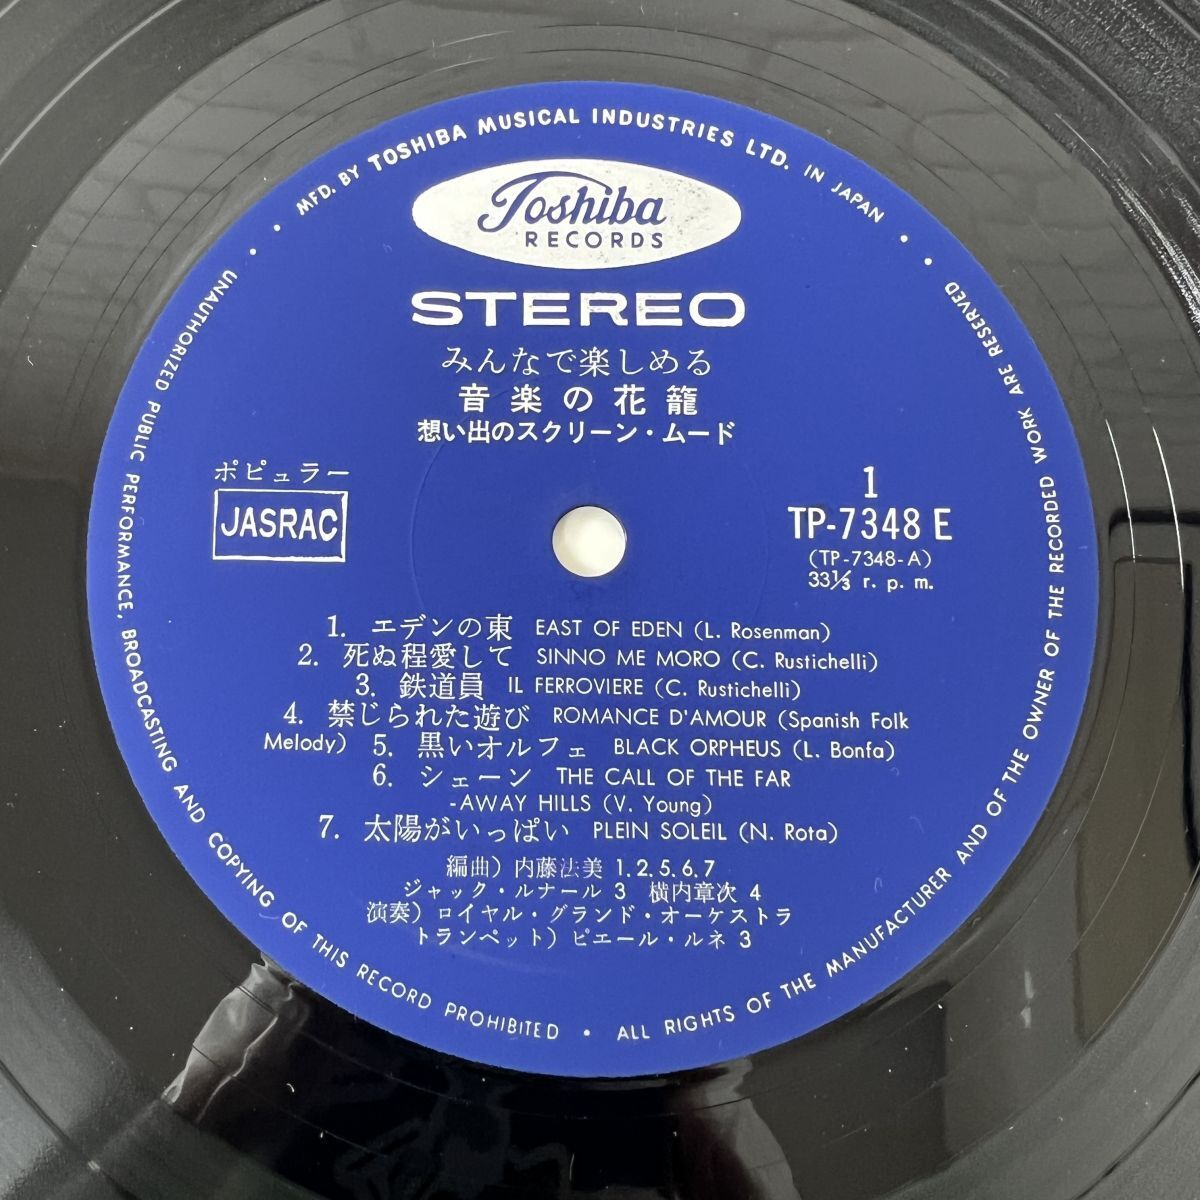 MFD. BY TOSHIBA MUSICAL INDUSTRIES LTD. IN JAPAN
Toshiba
RECORDS
STEREO
みんなで楽しめる
音楽の花籠
想い出のスクリーン・ムード
ポピュラー
JASRAC
1
TP-7348 E
(TP-7348-A)
33⅓ r. p. m.
1. エデンの東 EAST OF EDEN (L. Rosenman)
2. 死ぬ程愛して SINNO ME MORO (C. Rustichelli)
3. 鉄道員 IL FERROVIERE (C. Rustichelli)
4. 禁じられた遊び ROMANCE D'AMOUR (Spanish Folk
Melody) 5. 黒いオルフェ BLACK ORPHEUS (L. Bonfa)
6. シェーン THE CALL OF THE FAR
-AWAY HILLS (V. Young)
7. 太陽がいっぱい PLEIN SOLEIL (N. Rota)
編曲) 内藤法美 1.2.5.6.7
ジャック・ルナール 3 横内章次 4
演奏) ロイヤル・グランド・オーケストラ
トランペット) ピエール・ルネ 3
UNAUTHORIZED PUBLIC PERFORMANCE, BROADCASTING AND COPYING OF THIS RECORD PROHIBITED • ALL RIGHTS OF THE MANUFACTURER AND OF THE OWNER OF THE RECORDED WORK ARE RESERVED